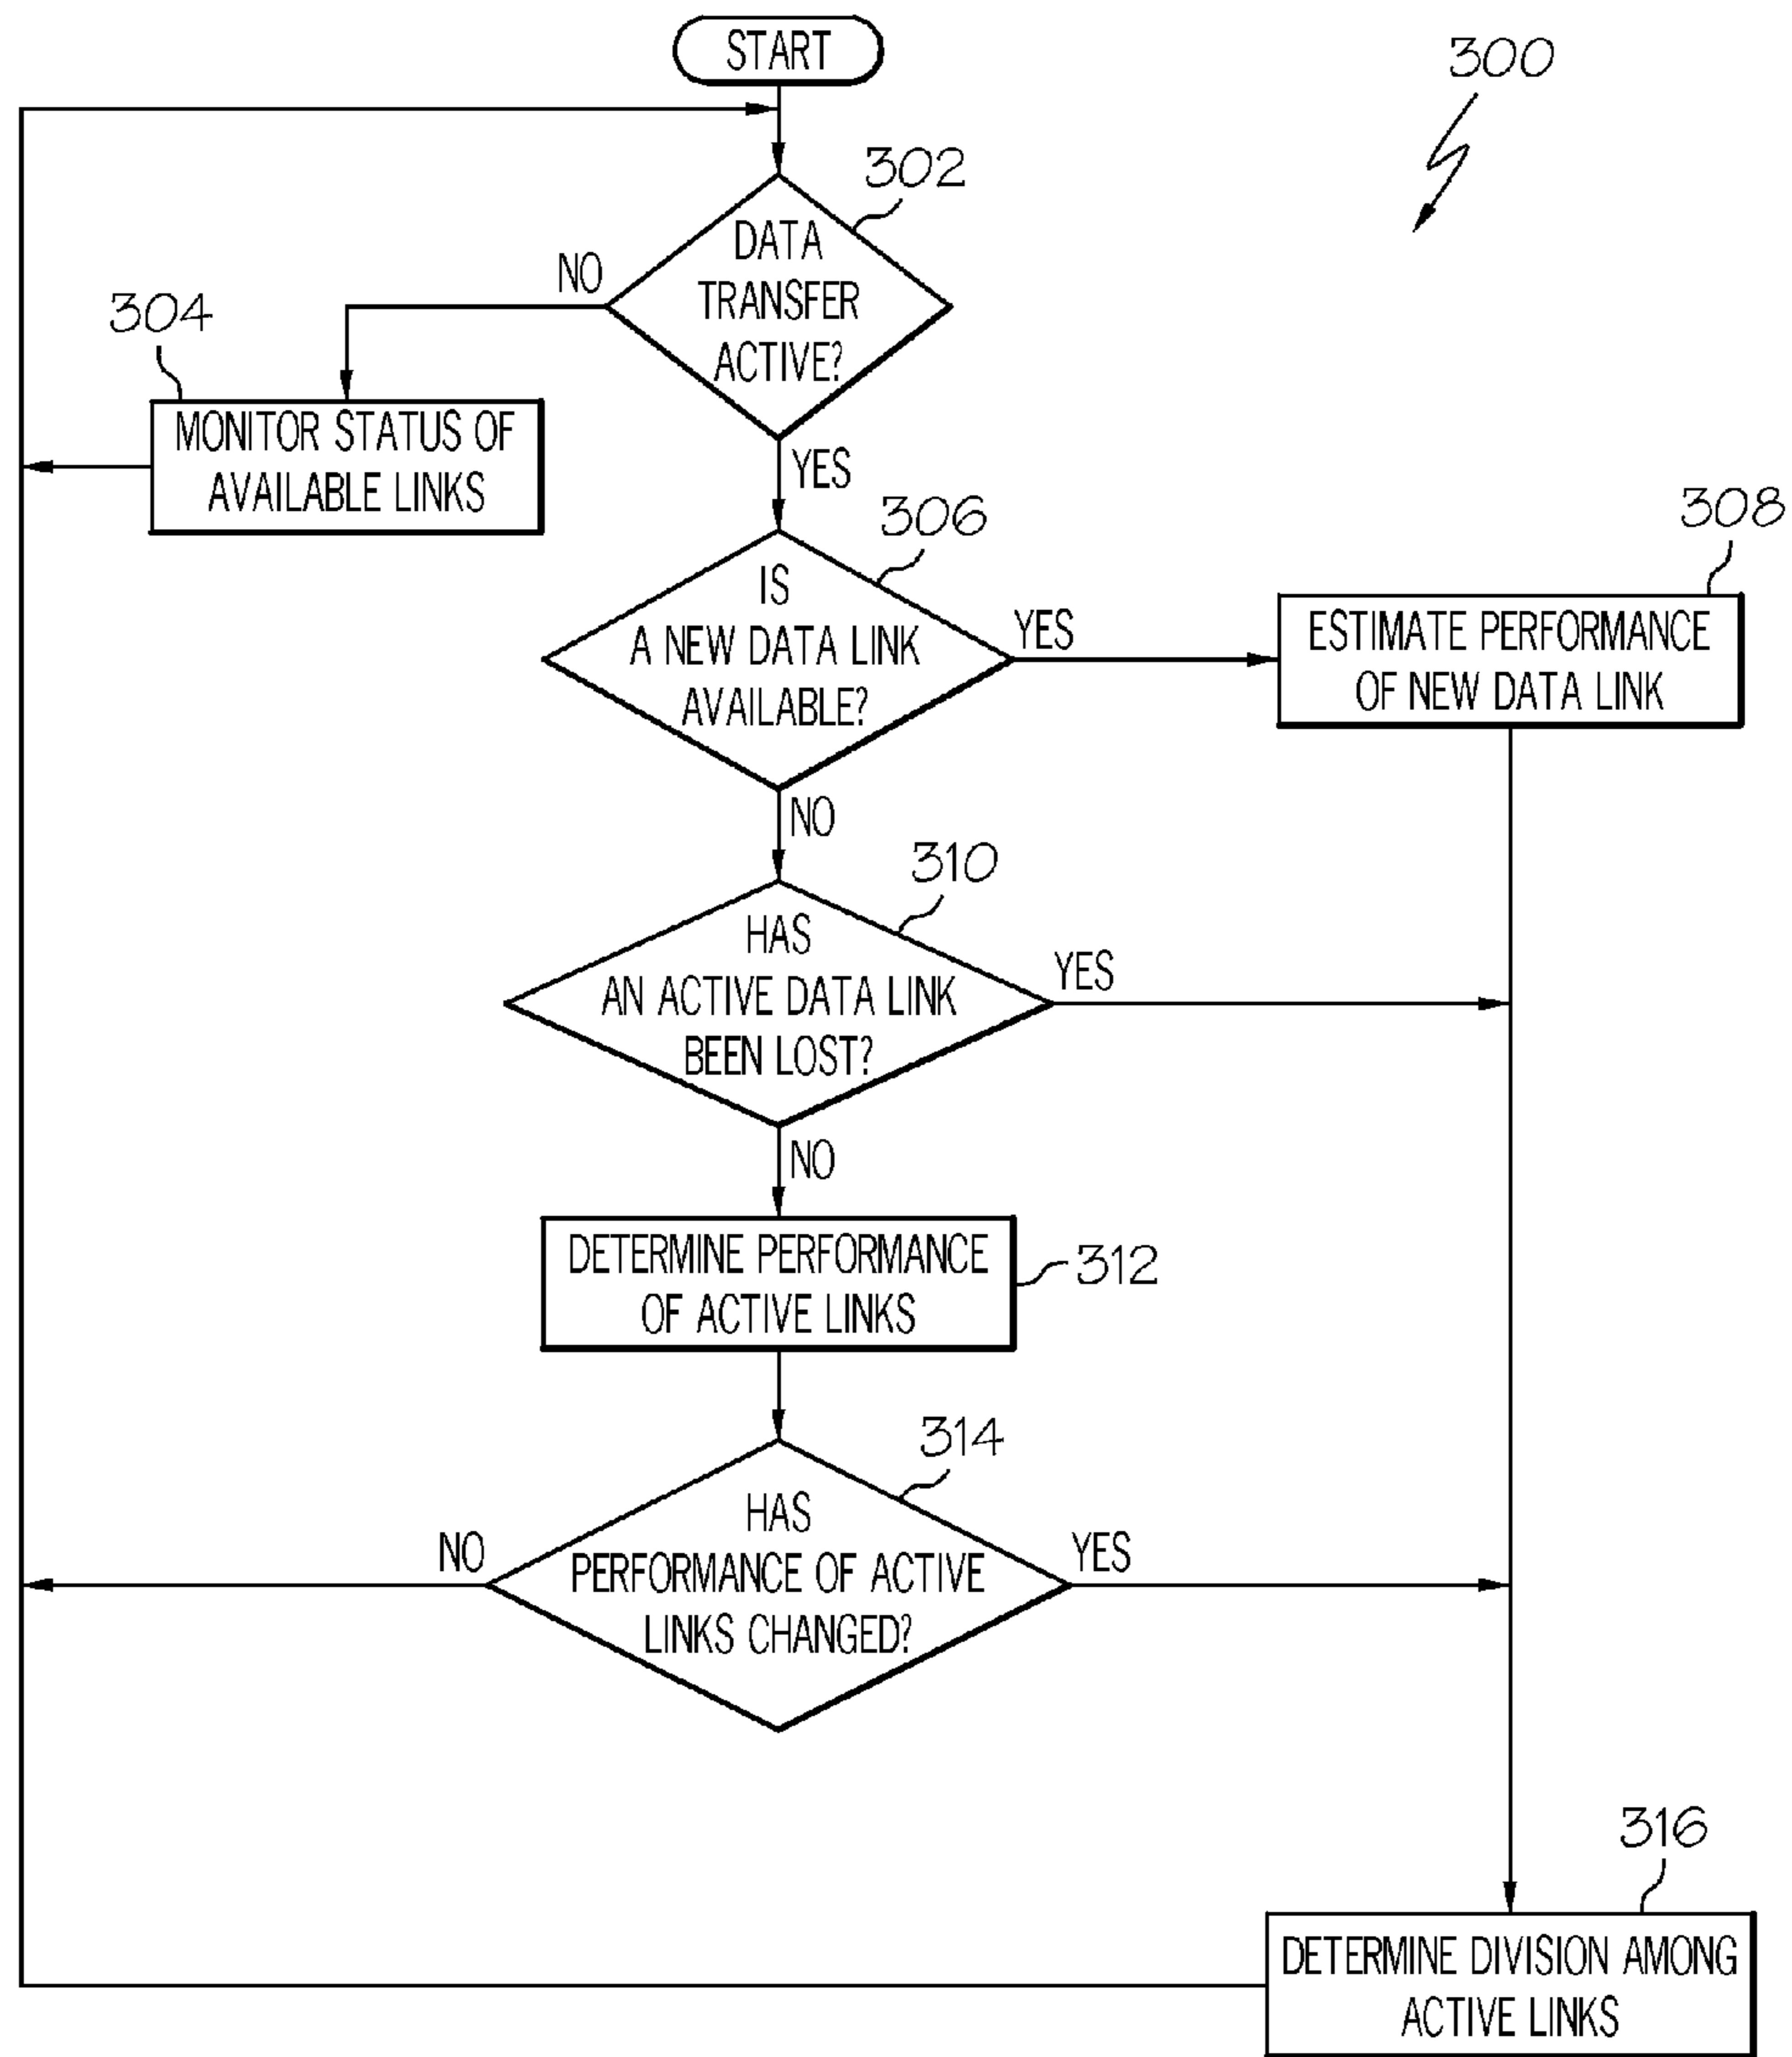 START
300
302
DATA
TRANSFER
ACTIVE?
NO
304
MONITOR STATUS OF
AVAILABLE LINKS
YES
306
308
IS
A NEW DATA LINK
AVAILABLE?
YES
ESTIMATE PERFORMANCE
OF NEW DATA LINK
NO
310
HAS
AN ACTIVE DATA LINK
BEEN LOST?
YES
NO
DETERMINE PERFORMANCE
OF ACTIVE LINKS
312
314
HAS
PERFORMANCE OF ACTIVE
LINKS CHANGED?
NO
YES
316
DETERMINE DIVISION AMONG
ACTIVE LINKS